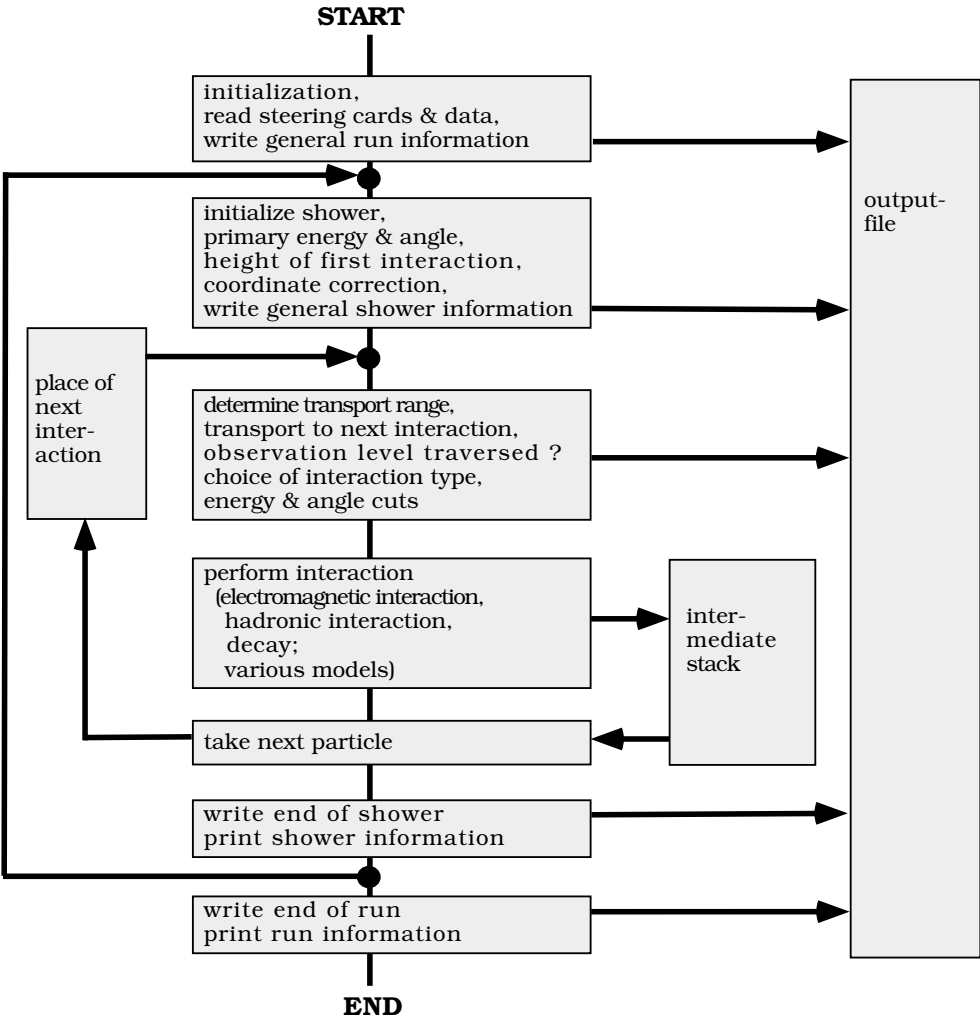 START
initialization,
read steering cards & data,
write general run information
initialize shower,
primary energy & angle,
height of first interaction,
coordinate correction,
write general shower information
output-
file
place of
next
inter-
action
determine transport range,
transport to next interaction,
observation level traversed ?
choice of interaction type,
energy & angle cuts
perform interaction
(electromagnetic interaction,
hadronic interaction,
decay;
various models)
inter-
mediate
stack
take next particle
write end of shower
print shower information
write end of run
print run information
END